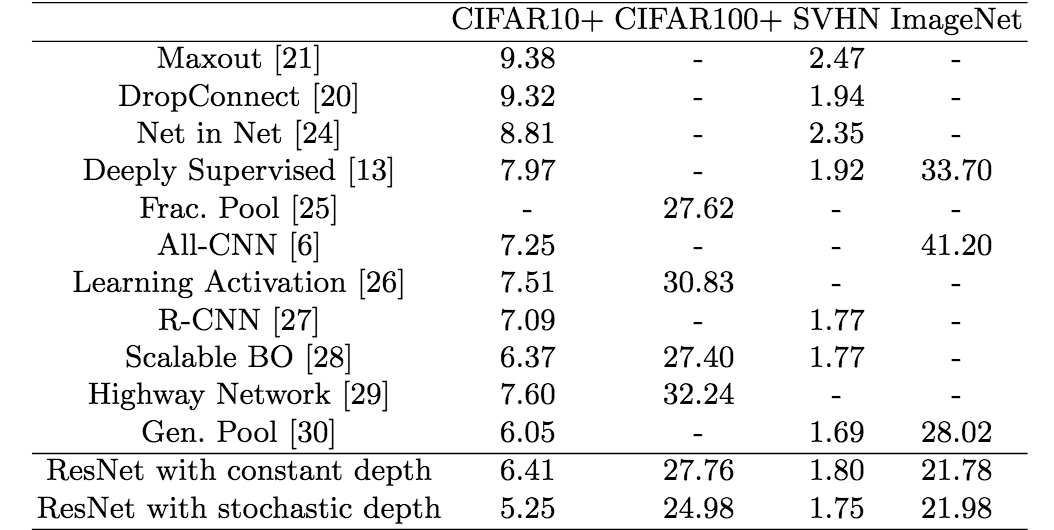 CIFAR10+ CIFAR100+ SVHN ImageNet
Maxout [21] 9.38 - 2.47 -
DropConnect [20] 9.32 - 1.94 -
Net in Net [24] 8.81 - 2.35 -
Deeply Supervised [13] 7.97 - 1.92 33.70
Frac. Pool [25] - 27.62 - -
All-CNN [6] 7.25 - - 41.20
Learning Activation [26] 7.51 30.83 - -
R-CNN [27] 7.09 - 1.77 -
Scalable BO [28] 6.37 27.40 1.77 -
Highway Network [29] 7.60 32.24 - -
Gen. Pool [30] 6.05 - 1.69 28.02
ResNet with constant depth 6.41 27.76 1.80 21.78
ResNet with stochastic depth 5.25 24.98 1.75 21.98